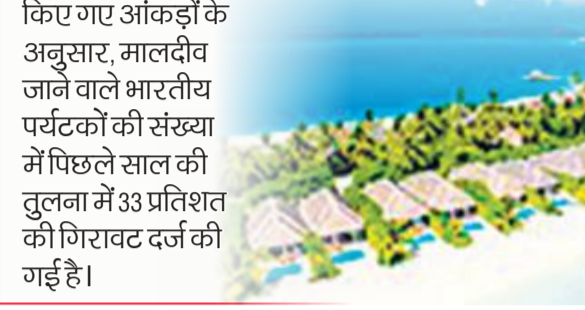 किए गए आंकड़ों के
अनुसार, मालदीव
जाने वाले भारतीय
पर्यटकों की संख्या
में पिछले साल की
तुलना में 33 प्रतिशत
की गिरावट दर्ज की
गई है।